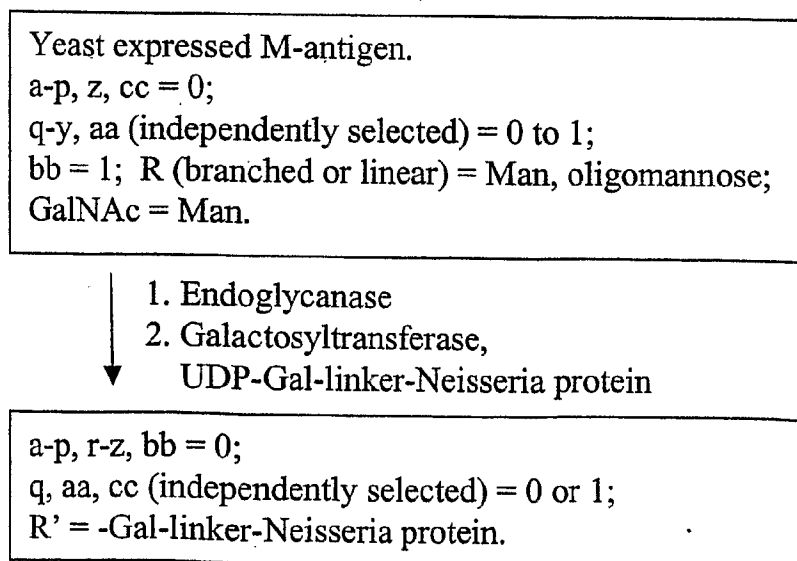 Yeast expressed M-antigen.
a-p, z, cc = 0;
q-y, aa (independently selected) = 0 to 1;
bb = 1; R (branched or linear) = Man, oligomannose;
GalNAc = Man.
1. Endoglycanase
2. Galactosyltransferase,
UDP-Gal-linker-Neisseria protein
a-p, r-z, bb = 0;
q, aa, cc (independently selected) = 0 or 1;
R' = -Gal-linker-Neisseria protein.